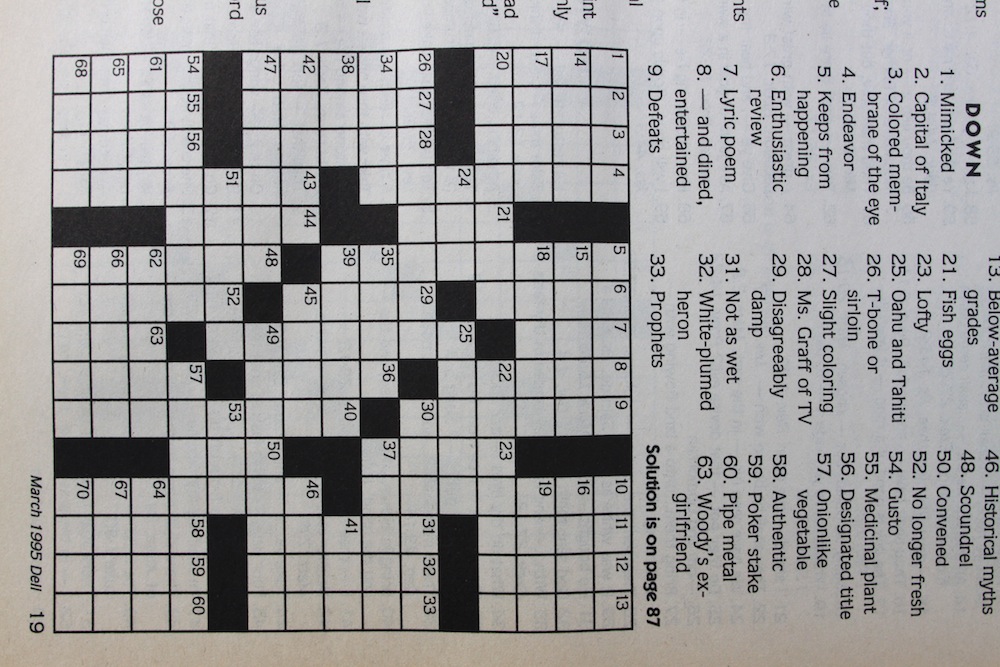 DOWN
1. Mimicked
2. Capital of Italy
3. Colored mem-
brane of the eye
4. Endeavor
5. Keeps from
happening
6. Enthusiastic
review
7. Lyric poem
8. — and dined,
entertained
9. Defeats
13. Below-average
grades
21. Fish eggs
23. Lofty
25. Oahu and Tahiti
26. T-bone or
sirloin
27. Slight coloring
28. Ms. Graff of TV
29. Disagreeably
damp
31. Not as wet
32. White-plumed
heron
33. Prophets
46. Historical myths
48. Scoundrel
50. Convened
52. No longer fresh
54. Gusto
55. Medicinal plant
56. Designated title
57. Onionlike
vegetable
58. Authentic
59. Poker stake
60. Pipe metal
63. Woody's ex-
girlfriend
Solution is on page 87
1 2 3 4 5 6 7 8 9 10 11 12 13
14 15 16
17 18 19
20 21 22 23
24 25
26 27 28 29 30 31 32 33
34 35 36 37
38 39 40 41
42 43 44 45 46
47 48 49 50
51 52 53
54 55 56 57 58 59 60
61 62 63 64
65 66 67
68 69 70
March 1995 Dell 19